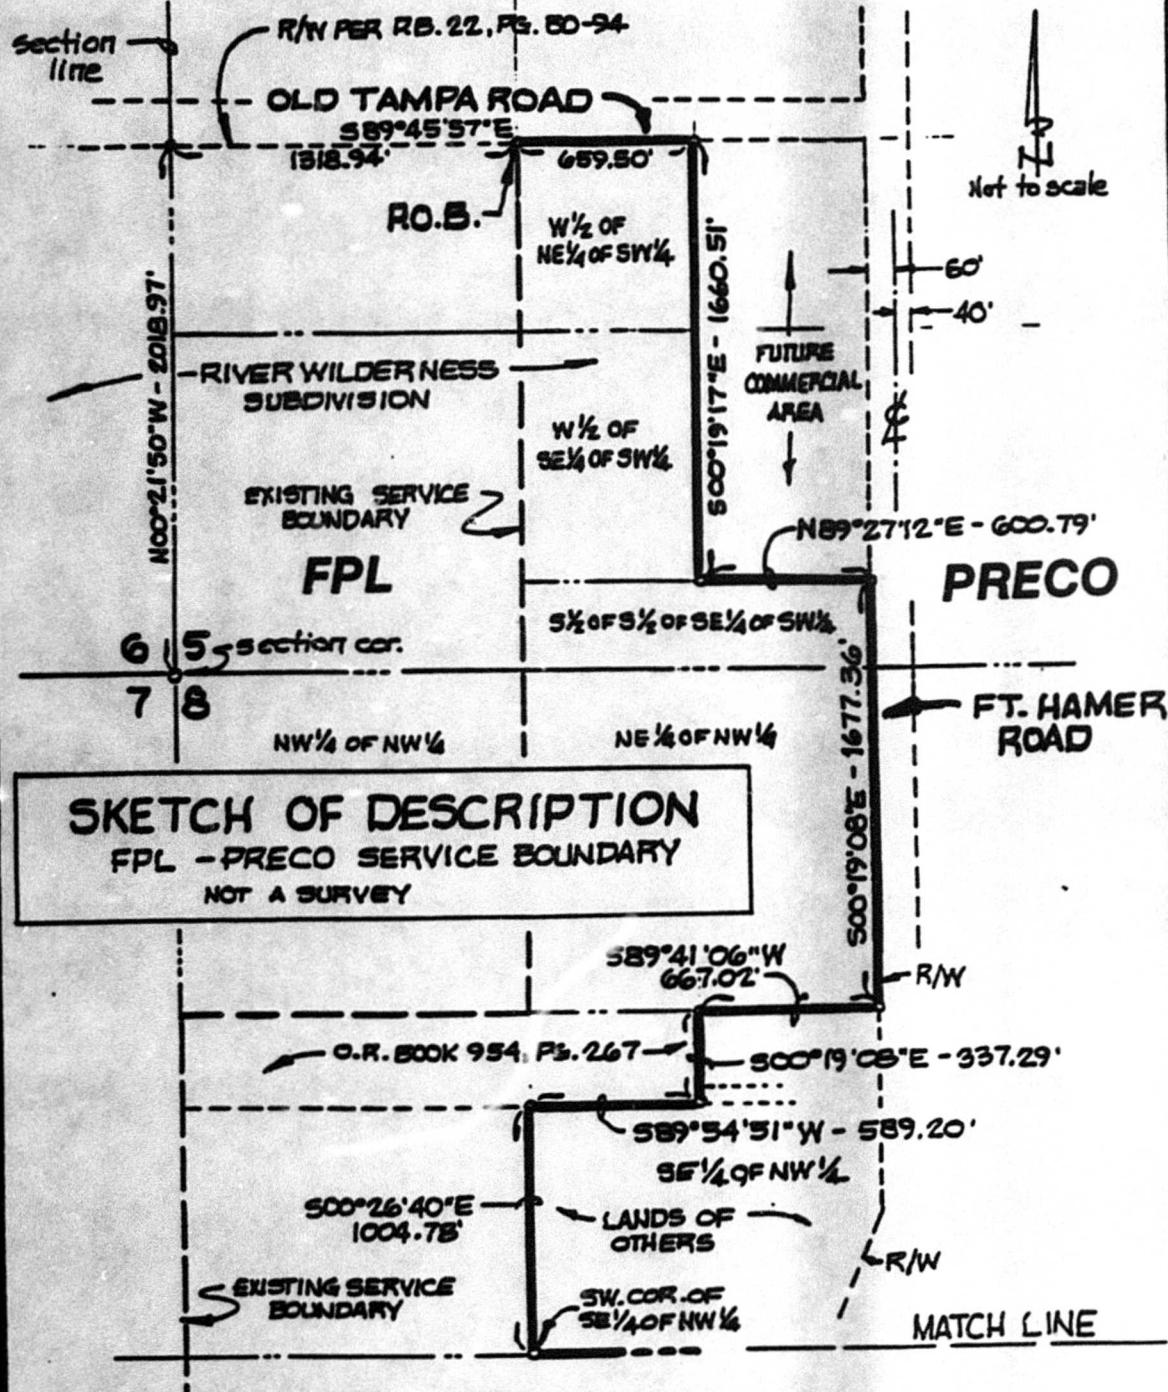 R/W PER R.B. 22, PG. 80-94
section
line
OLD TAMPA ROAD
S89°45'57"E
1318.94'
659.50'
P.O.B.
Not to scale
W½ OF
NE¼ OF SW¼
60'
40'
N00°21'50"W - 2018.97'
S00°19'17"E - 1660.51'
FUTURE
COMMERCIAL
AREA
RIVER WILDERNESS
SUBDIVISION
W½ OF
SE¼ OF SW¼
EXISTING SERVICE
BOUNDARY
N89°27'12"E - 600.79'
FPL
PRECO
S½ OF S½ OF SE¼ OF SW¼
6 5 section cor.
7 8
S00°19'08"E - 1677.36'
FT. HAMER
ROAD
NW¼ OF NW¼
NE¼ OF NW¼
SKETCH OF DESCRIPTION
FPL - PRECO SERVICE BOUNDARY
NOT A SURVEY
S89°41'06"W
667.02'
R/W
O.R. BOOK 954, PG. 267
S00°19'08"E - 337.29'
S89°54'51"W - 589.20'
SE¼ OF NW¼
S00°26'40"E
1004.78'
LANDS OF
OTHERS
R/W
EXISTING SERVICE
BOUNDARY
SW. COR. OF
SE¼ OF NW¼
MATCH LINE